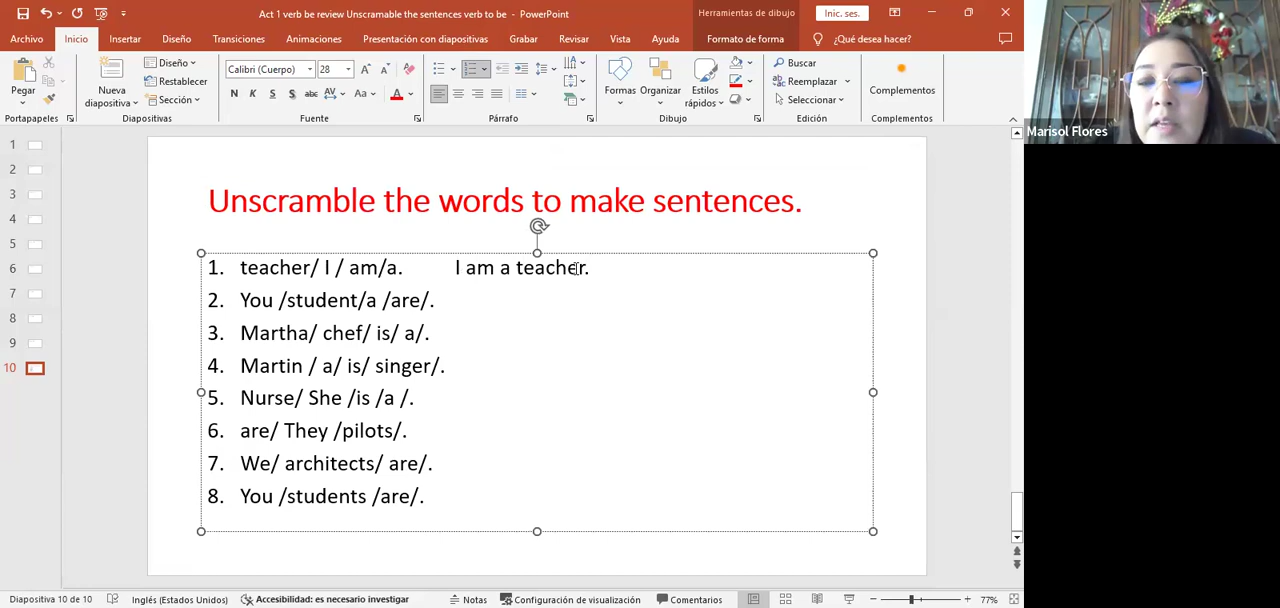 Act 1 verb be review Unscramable the sentences verb to be - PowerPoint
Herramientas de dibujo
Inic. ses.
Archivo Inicio Insertar Diseño Transiciones Animaciones Presentación con diapositivas Grabar Revisar Vista Ayuda Formato de forma ¿Qué desea hacer?
Pegar
Nueva diapositiva
Diseño
Restablecer
Sección
Calibri (Cuerpo) 28
N K S S abc AV Aa A
Formas Organizar Estilos rápidos
Buscar
Reemplazar
Seleccionar
Complementos
Portapapeles Diapositivas Fuente Párrafo Dibujo Edición Complementos
Marisol Flores
1
2
3
4
5
6
7
8
9
10
Unscramble the words to make sentences.
1. teacher/ I / am/a. I am a teacher.
2. You /student/a /are/.
3. Martha/ chef/ is/ a/.
4. Martin / a/ is/ singer/.
5. Nurse/ She /is /a /.
6. are/ They /pilots/.
7. We/ architects/ are/.
8. You /students /are/.
Diapositiva 10 de 10 Inglés (Estados Unidos) Accesibilidad: es necesario investigar Notas Configuración de visualización Comentarios 77%